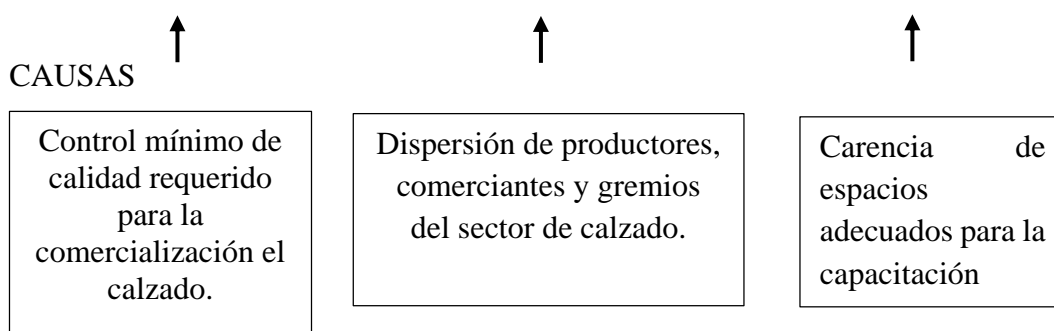 CAUSAS
Control mínimo de
calidad requerido
para la
comercialización el
calzado.
Dispersión de productores,
comerciantes y gremios
del sector de calzado.
Carencia de
espacios
adecuados para la
capacitación